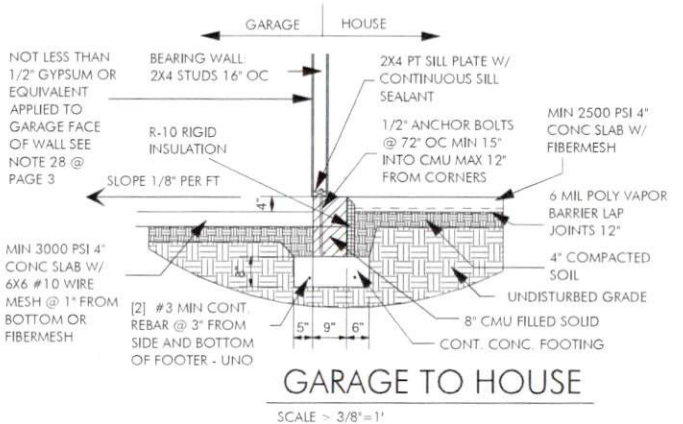 GARAGE
HOUSE
NOT LESS THAN
1/2" GYPSUM OR
EQUIVALENT
APPLIED TO
GARAGE FACE
OF WALL SEE
NOTE 28 @
PAGE 3
BEARING WALL
2X4 STUDS 16" OC
R-10 RIGID
INSULATION
2X4 PT SILL PLATE W/
CONTINUOUS SILL
SEALANT
1/2" ANCHOR BOLTS
@ 72" OC MIN 15"
INTO CMU MAX 12"
FROM CORNERS
MIN 2500 PSI 4"
CONC SLAB W/
FIBERMESH
SLOPE 1/8" PER FT
4"
6 MIL POLY VAPOR
BARRIER LAP
JOINTS 12"
4" COMPACTED
SOIL
UNDISTURBED GRADE
MIN 3000 PSI 4"
CONC SLAB W/
6X6 #10 WIRE
MESH @ 1" FROM
BOTTOM OR
FIBERMESH
[2] #3 MIN CONT.
REBAR @ 3" FROM
SIDE AND BOTTOM
OF FOOTER - UNO
5"
9"
6"
8" CMU FILLED SOLID
CONT. CONC. FOOTING
GARAGE TO HOUSE
SCALE > 3/8"=1'